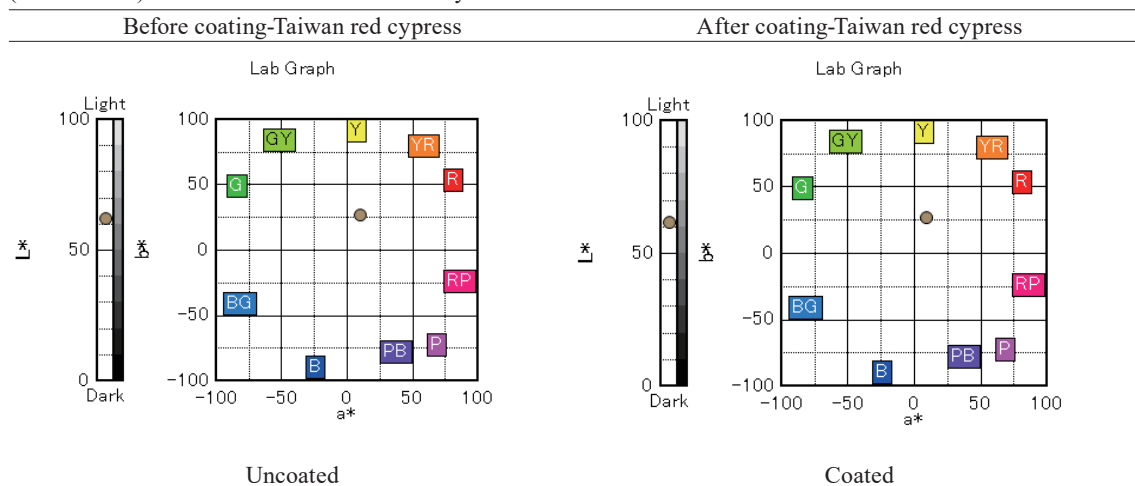 Before coating-Taiwan red cypress
After coating-Taiwan red cypress
Lab Graph
Light
100
50
0
Dark
L*
b*
100
50
0
-50
-100
-100
-50
0
50
100
a*
GY
Y
YR
R
G
RP
BG
P
PB
B
Uncoated
Lab Graph
Light
100
50
0
Dark
L*
b*
100
50
0
-50
-100
-100
-50
0
50
100
a*
GY
Y
YR
R
G
RP
BG
P
PB
B
Coated